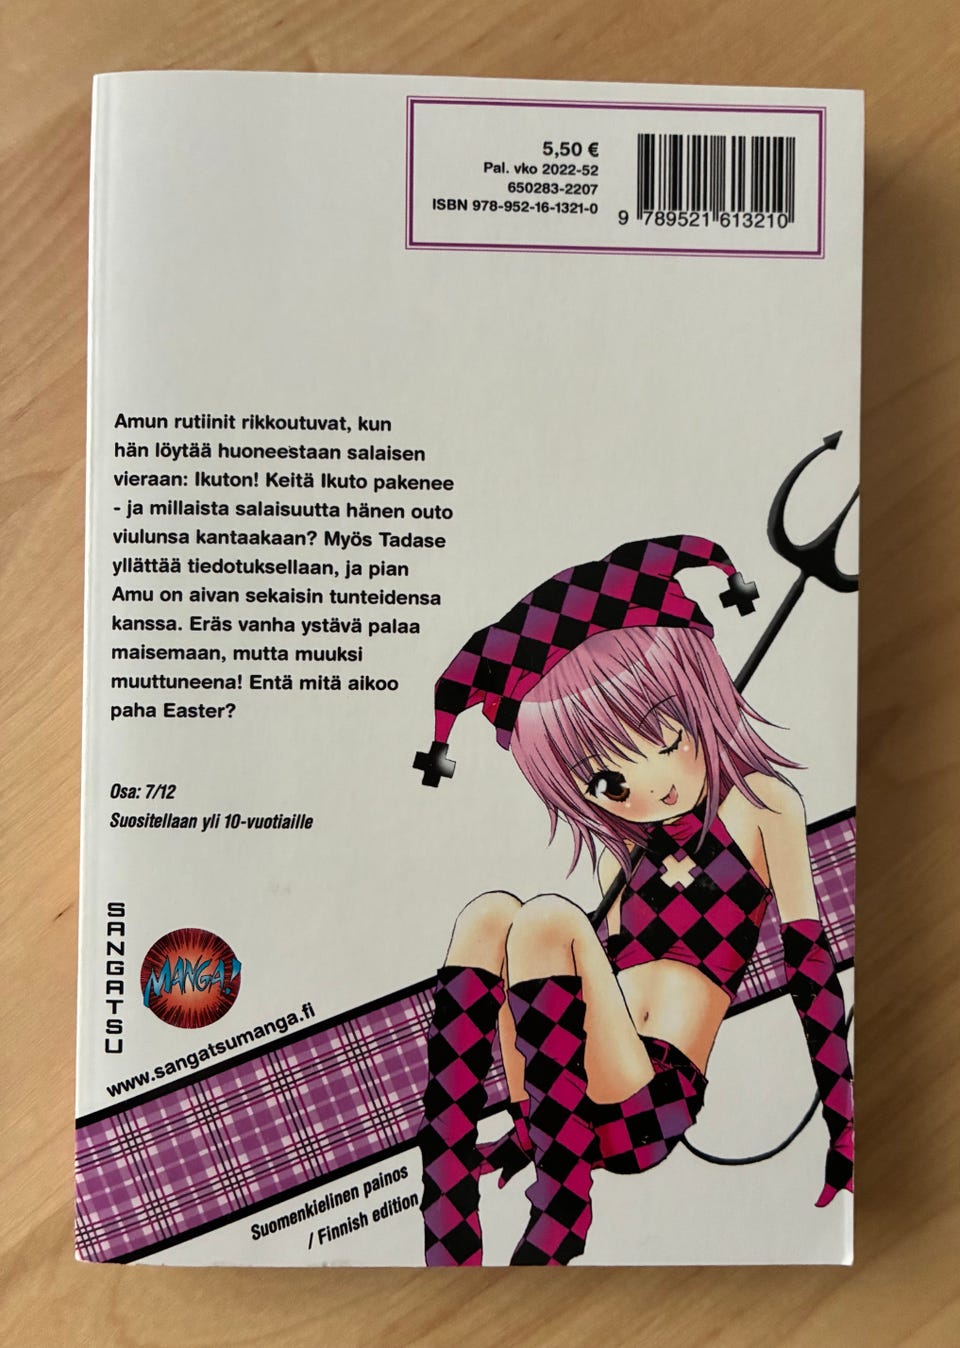 5,50 €
Pal. vko 2022-52
650283-2207
ISBN 978-952-16-1321-0
9 789521 613210
Amun rutiinit rikkoutuvat, kun
hän löytää huoneestaan salaisen
vieraan: Ikuton! Keitä Ikuto pakenee
- ja millaista salaisuutta hänen outo
viulunsa kantaakaan? Myös Tadase
yllättää tiedotuksellaan, ja pian
Amu on aivan sekaisin tunteidensa
kanssa. Eräs vanha ystävä palaa
maisemaan, mutta muuksi
muuttuneena! Entä mitä aikoo
paha Easter?
Osa: 7/12
Suositellaan yli 10-vuotiaille
SANGATSU
MANGA!
www.sangatsumanga.fi
Suomenkielinen painos
/ Finnish edition